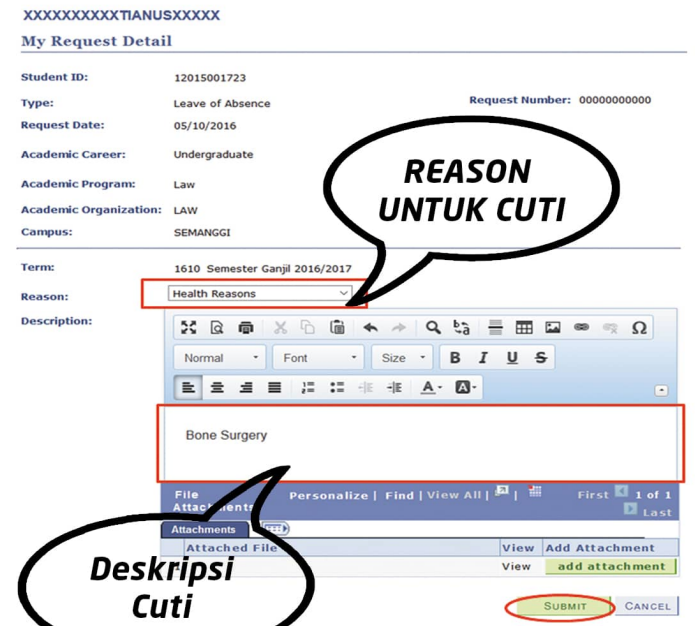 XXXXXXXXXXTIANUSXXXXX
My Request Detail
Student ID: 12015001723
Type: Leave of Absence Request Number: 00000000000
Request Date: 05/10/2016
Academic Career: Undergraduate
REASON
UNTUK CUTI
Academic Program: Law
Academic Organization: LAW
Campus: SEMANGGI
Term: 1610 Semester Ganjil 2016/2017
Reason: Health Reasons
Description:
Normal Font Size B I U S
A A
Bone Surgery
File Personalize | Find | View All | | First 1 of 1
Attachments Last
Attachments
Attached File View Add Attachment
View add attachment
Deskripsi
Cuti
SUBMIT CANCEL